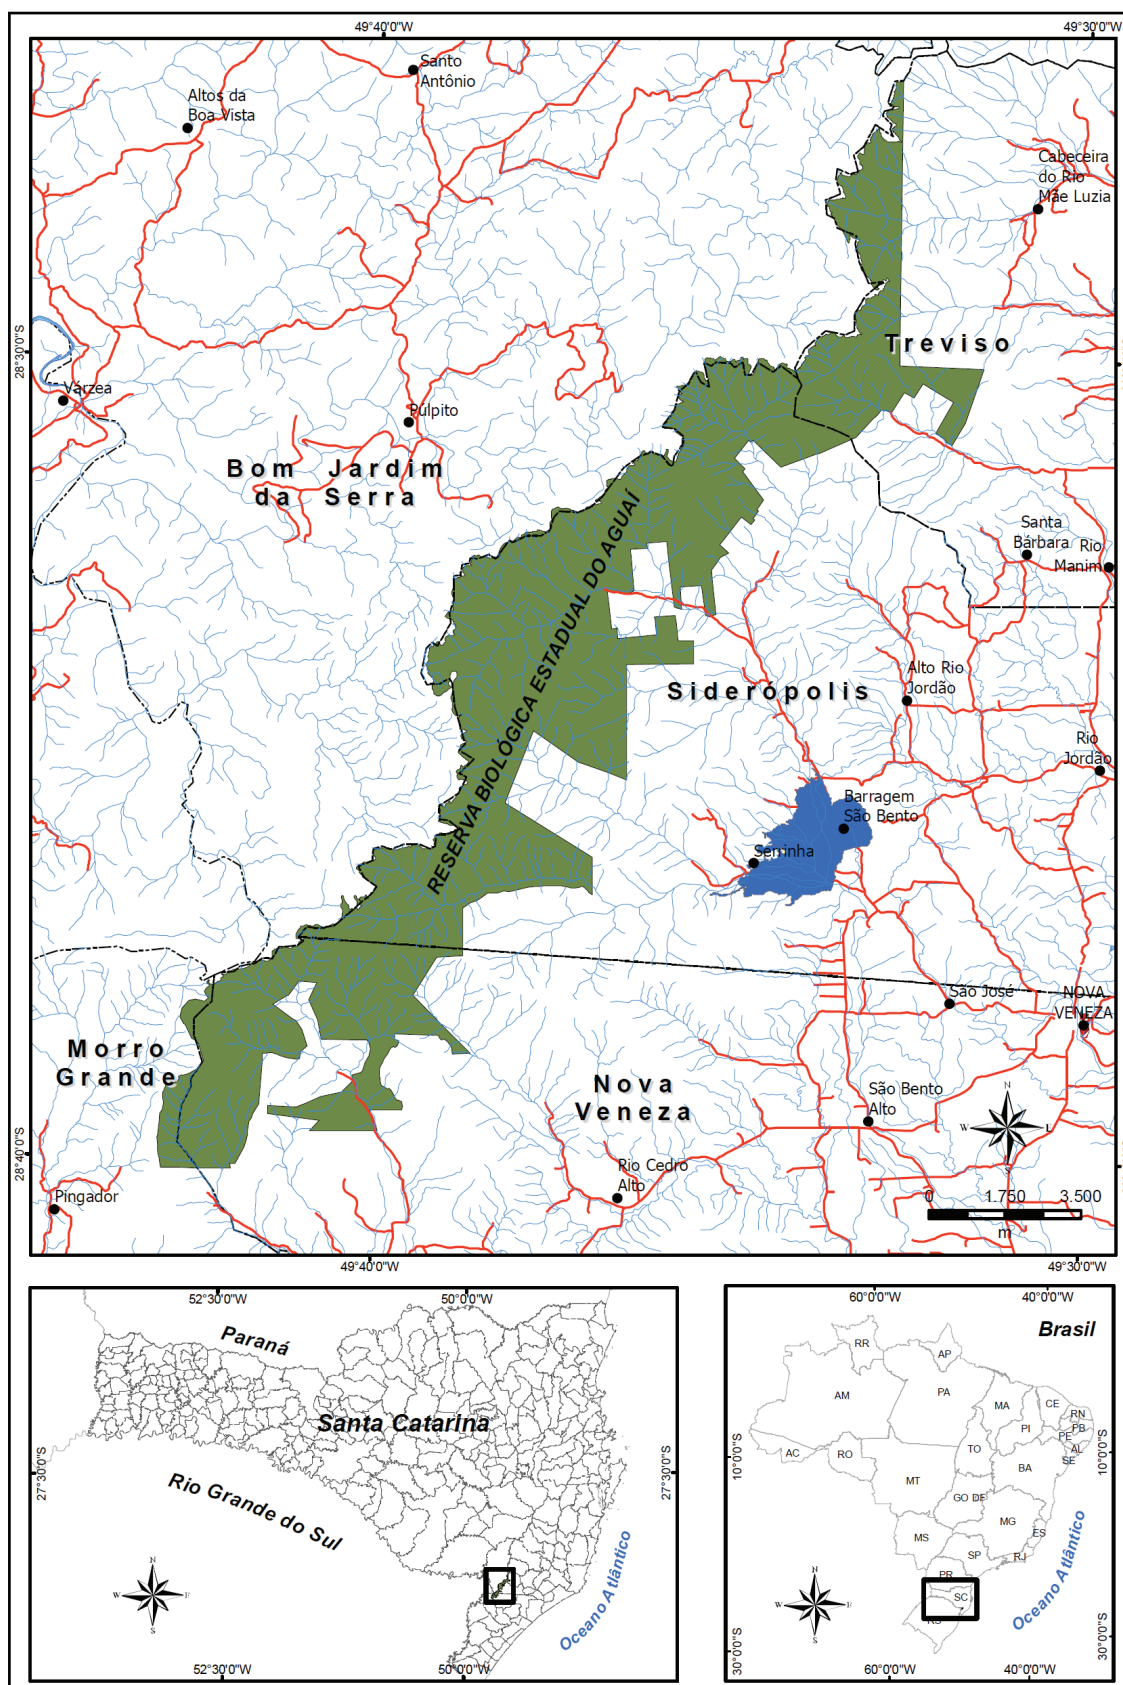 49°40'0"W
49°30'0"W
Santo
Antônio
Altos da
Boa Vista
Cabeceira
do Rio
Mãe Luzia
28°30'0"S
Treviso
Várzea
Púlpito
Bom Jardim
da Serra
Santa
Bárbara
Rio
Manim
RESERVA BIOLÓGICA ESTADUAL DO AGUAÍ
Siderópolis
Alto Rio
Jordão
Rio
Jordão
Barragem
São Bento
Serrinha
São José
NOVA
VENEZA
Morro
Grande
Nova
Veneza
São Bento
Alto
N
W
L
S
28°40'0"S
Rio Cedro
Alto
Pingador
0 1.750 3.500
m
49°40'0"W
49°30'0"W
52°30'0"W
50°0'0"W
Paraná
Santa Catarina
Rio Grande do Sul
27°30'0"S
27°30'0"S
Oceano Atlântico
N
W
E
S
52°30'0"W
50°0'0"W
60°0'0"W
40°0'0"W
Brasil
RR
AP
AM
PA
MA
CE
RN
PB
PI
PE
AL
SE
AC
RO
TO
BA
MT
GO
DF
MG
ES
MS
SP
RJ
PR
SC
RS
10°0'0"S
10°0'0"S
Oceano Atlântico
N
W
E
S
30°0'0"S
30°0'0"S
60°0'0"W
40°0'0"W